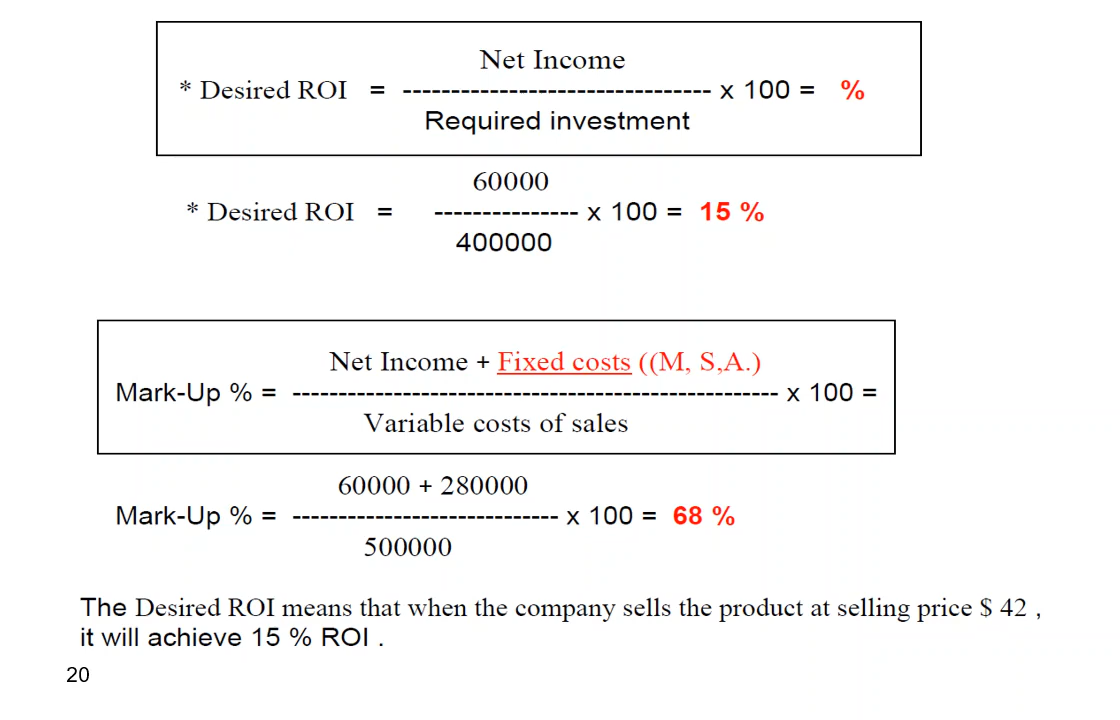 Net Income
* Desired ROI = -------------------------------- x 100 = %
Required investment
60000
* Desired ROI = --------------- x 100 = 15 %
400000
Net Income + Fixed costs ((M, S,A.)
Mark-Up % = ---------------------------------------------------- x 100 =
Variable costs of sales
60000 + 280000
Mark-Up % = ---------------------------- x 100 = 68 %
500000
The Desired ROI means that when the company sells the product at selling price $ 42 ,
it will achieve 15 % ROI .
20